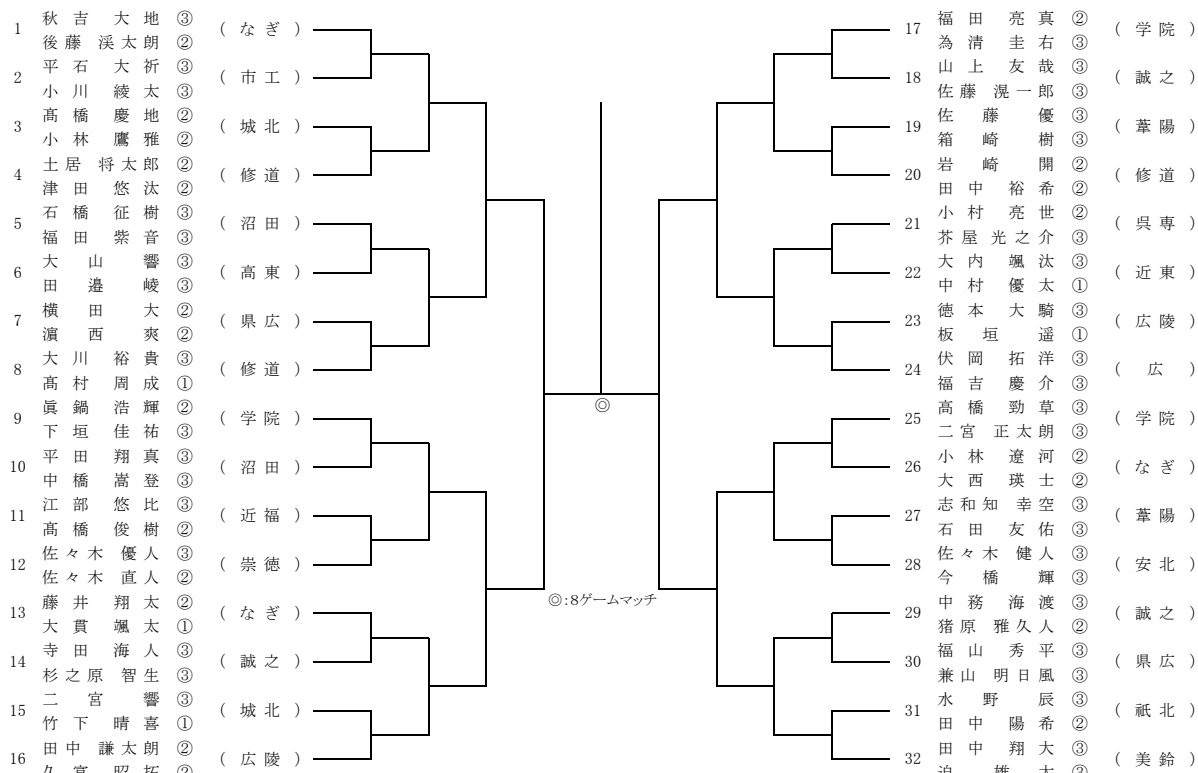 1 秋吉 大地 ③ ( なぎ )
後藤 渓太朗 ②
2 平石 大祈 ③ ( 市工 )
小川 綾太 ③
3 髙橋 慶地 ② ( 城北 )
小林 鷹雅 ②
4 土居 将太郎 ② ( 修道 )
津田 悠汰 ②
5 石橋 征樹 ③ ( 沼田 )
福田 紫音 ③
6 大山 響 ③ ( 高東 )
田邉 崚 ③
7 横田 大 ② ( 県広 )
濵西 爽 ②
8 大川 裕貴 ③ ( 修道 )
髙村 周成 ①
9 眞鍋 浩輝 ② ( 学院 )
下垣 佳祐 ③
10 平田 翔真 ③ ( 沼田 )
中橋 嵩登 ③
11 江部 悠比 ③ ( 近福 )
髙橋 俊樹 ②
12 佐々木 優人 ③ ( 崇徳 )
佐々木 直人 ②
13 藤井 翔太 ② ( なぎ )
大貫 颯太 ①
14 寺田 海人 ③ ( 誠之 )
杉之原 智生 ③
15 二宮 響 ③ ( 城北 )
竹下 晴喜 ①
16 田中 謙太朗 ② ( 広陵 )
久富 昭拓 ②
◎
◎:8ゲームマッチ
17 福田 亮真 ② ( 学院 )
為清 圭右 ③
18 山上 友哉 ③ ( 誠之 )
佐藤 滉一郎 ③
19 佐藤 優 ③ ( 葦陽 )
箱崎 樹 ③
20 岩崎 開 ② ( 修道 )
田中 裕希 ②
21 小村 亮世 ② ( 呉専 )
芥屋 光之介 ③
22 大内 颯汰 ③ ( 近東 )
中村 優太 ①
23 徳本 大騎 ③ ( 広陵 )
板垣 遥 ①
24 伏岡 拓洋 ③ ( 広 )
福吉 慶介 ③
25 高橋 勁草 ③ ( 学院 )
二宮 正太朗 ③
26 小林 遼河 ② ( なぎ )
大西 瑛士 ②
27 志和知 幸空 ③ ( 葦陽 )
石田 友佑 ③
28 佐々木 健人 ③ ( 安北 )
今橋 輝 ③
29 中務 海渡 ③ ( 誠之 )
猪原 雅久人 ②
30 福山 秀平 ③ ( 県広 )
兼山 明日風 ③
31 水野 辰 ③ ( 祇北 )
田中 陽希 ②
32 田中 翔大 ③ ( 美鈴 )
迫 雄大 ③